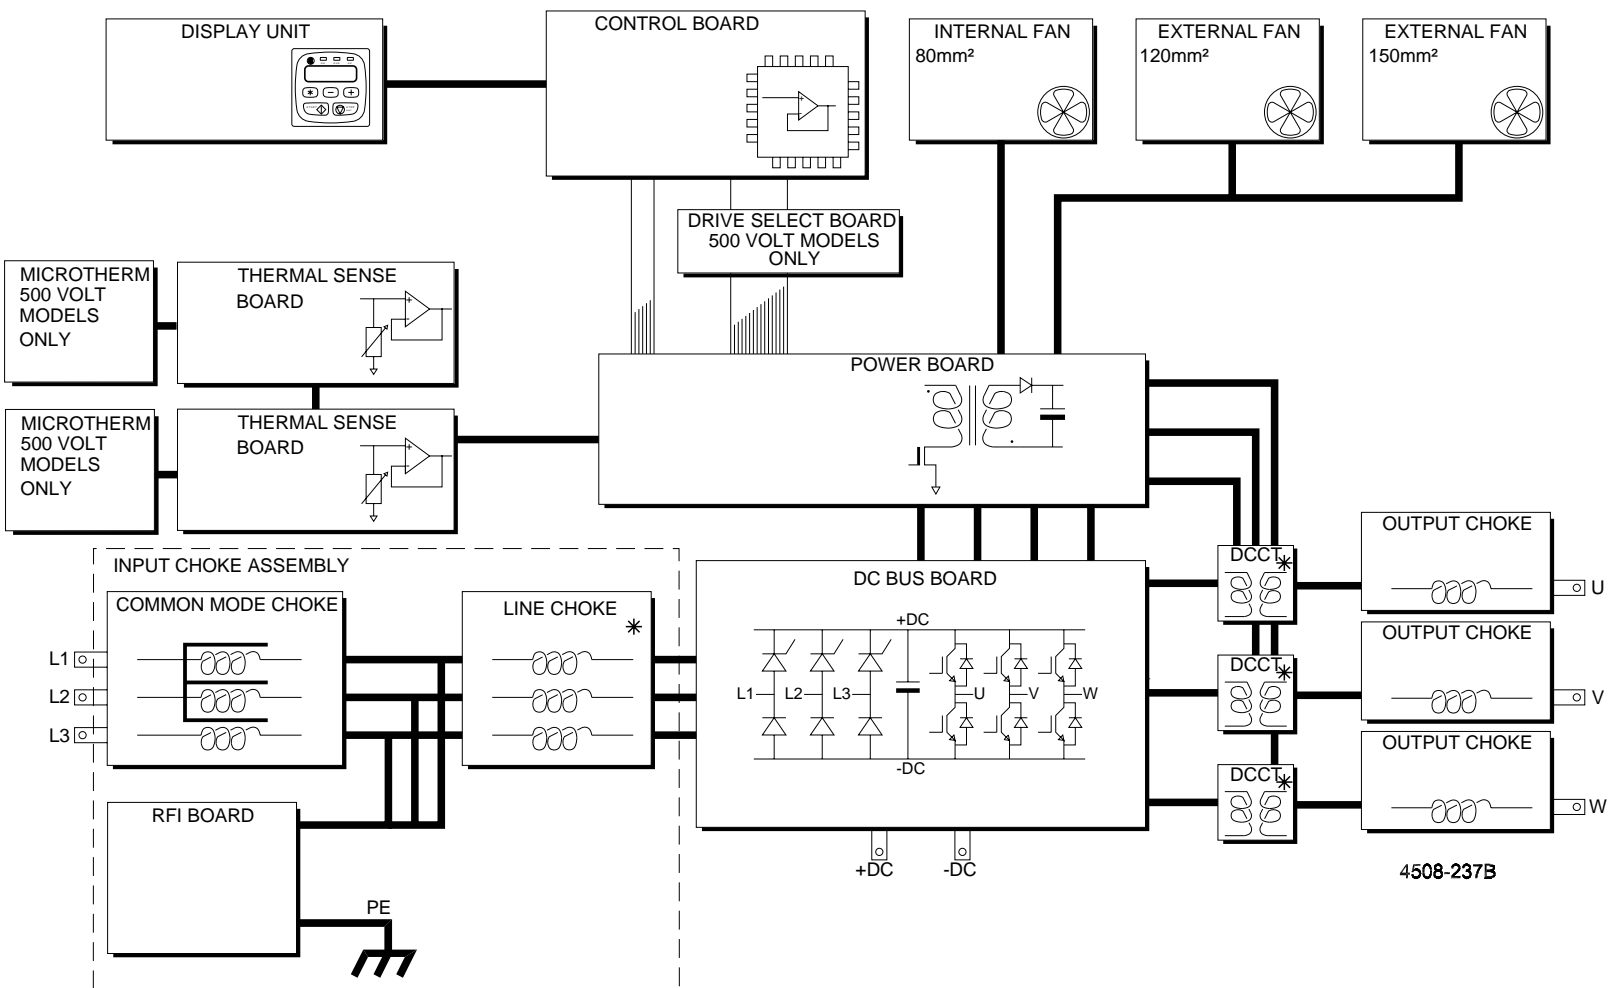 DISPLAY UNIT
CONTROL BOARD
INTERNAL FAN
80mm²
EXTERNAL FAN
120mm²
EXTERNAL FAN
150mm²
DRIVE SELECT BOARD
500 VOLT MODELS
ONLY
MICROTHERM
500 VOLT
MODELS
ONLY
THERMAL SENSE
BOARD
POWER BOARD
MICROTHERM
500 VOLT
MODELS
ONLY
THERMAL SENSE
BOARD
INPUT CHOKE ASSEMBLY
COMMON MODE CHOKE
L1
L2
L3
LINE CHOKE
*
DC BUS BOARD
+DC
L1
L2
L3
U
V
W
-DC
+DC
-DC
DCCT
*
OUTPUT CHOKE
U
DCCT
*
OUTPUT CHOKE
V
DCCT
*
OUTPUT CHOKE
W
RFI BOARD
PE
4508-237B